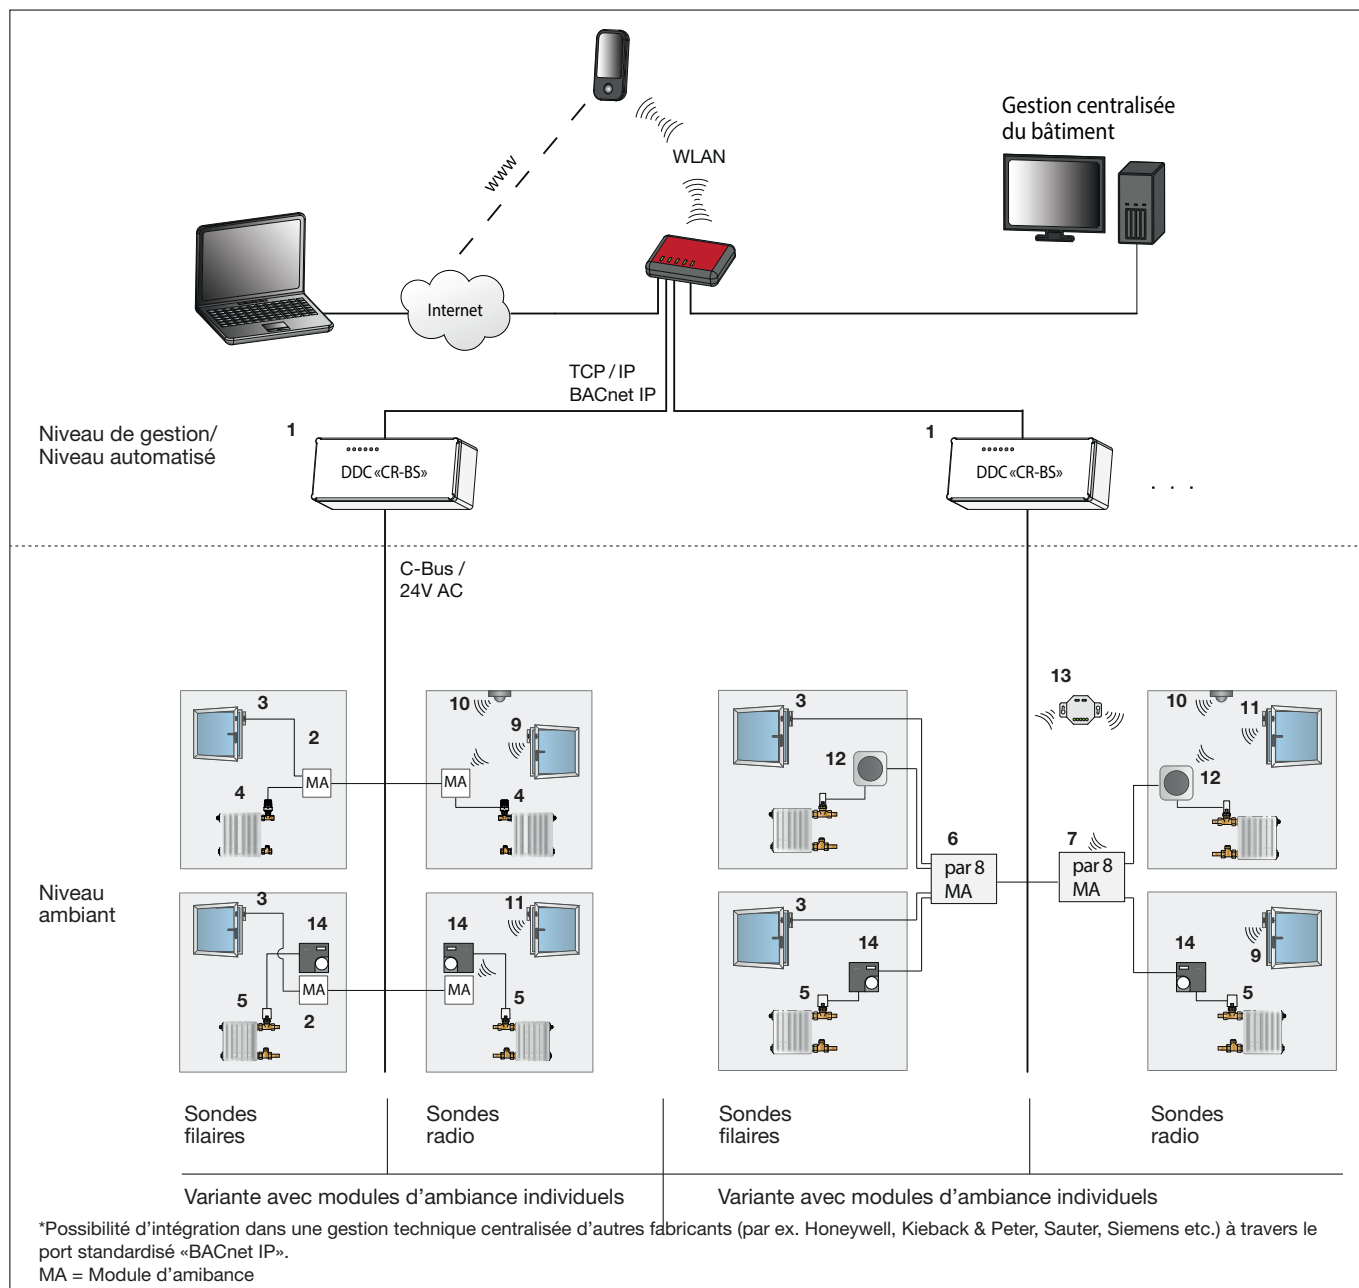 Gestion centralisée
du bâtiment
WLAN
www
Internet
TCP / IP
BACnet IP
Niveau de gestion/
Niveau automatisé
1
DDC «CR-BS»
1
DDC «CR-BS»
. . .
C-Bus /
24V AC
Niveau
ambiant
3
2
MA
4
10
9
MA
4
3
12
13
10
11
12
6
par 8
MA
7
par 8
MA
3
14
MA
5
2
14
11
MA
5
3
14
5
14
9
5
Sondes
filaires
Sondes
radio
Sondes
filaires
Sondes
radio
Variante avec modules d’ambiance individuels
Variante avec modules d’ambiance individuels
*Possibilité d’intégration dans une gestion technique centralisée d’autres fabricants (par ex. Honeywell, Kieback & Peter, Sauter, Siemens etc.) à travers le
port standardisé «BACnet IP».
MA = Module d’amibance